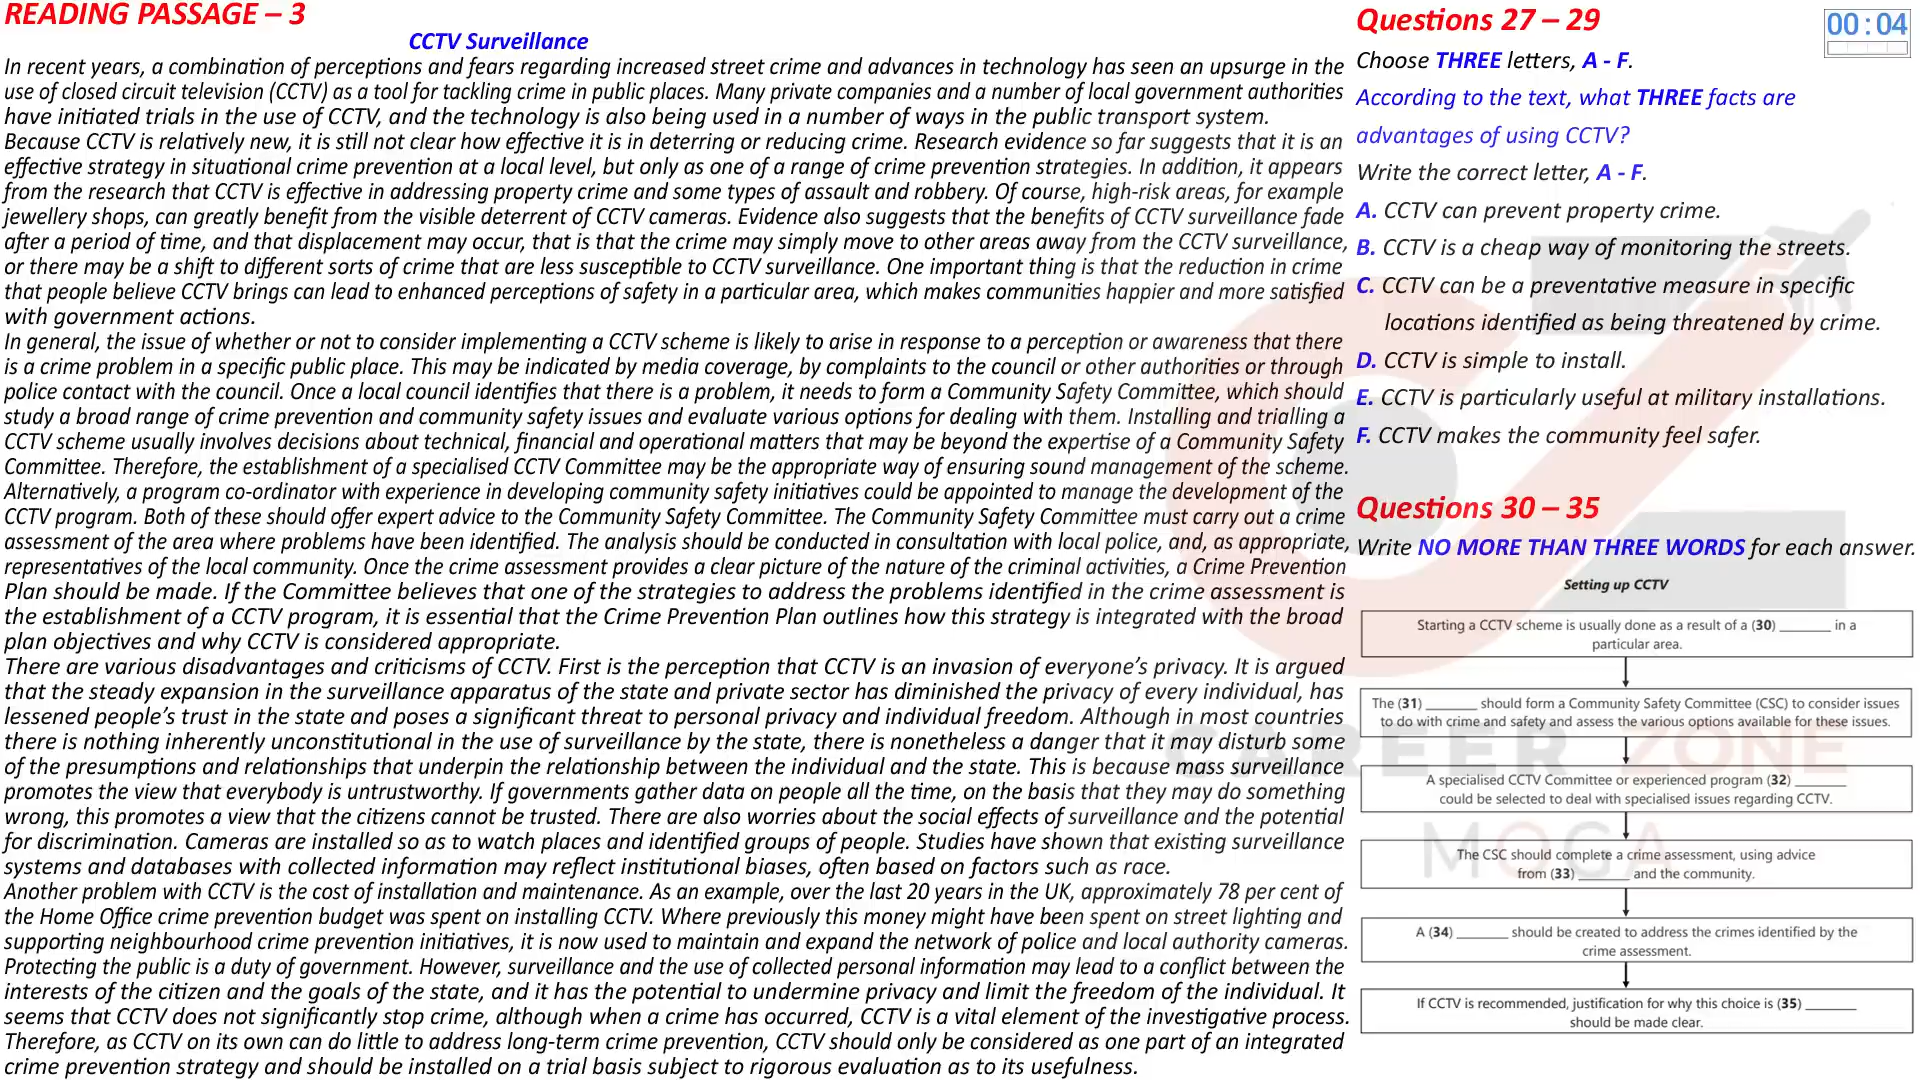 READING PASSAGE – 3
CCTV Surveillance
In recent years, a combination of perceptions and fears regarding increased street crime and advances in technology has seen an upsurge in the
use of closed circuit television (CCTV) as a tool for tackling crime in public places. Many private companies and a number of local government authorities
have initiated trials in the use of CCTV, and the technology is also being used in a number of ways in the public transport system.
Because CCTV is relatively new, it is still not clear how effective it is in deterring or reducing crime. Research evidence so far suggests that it is an
effective strategy in situational crime prevention at a local level, but only as one of a range of crime prevention strategies. In addition, it appears
from the research that CCTV is effective in addressing property crime and some types of assault and robbery. Of course, high-risk areas, for example
jewellery shops, can greatly benefit from the visible deterrent of CCTV cameras. Evidence also suggests that the benefits of CCTV surveillance fade
after a period of time, and that displacement may occur, that is that the crime may simply move to other areas away from the CCTV surveillance,
or there may be a shift to different sorts of crime that are less susceptible to CCTV surveillance. One important thing is that the reduction in crime
that people believe CCTV brings can lead to enhanced perceptions of safety in a particular area, which makes communities happier and more satisfied
with government actions.
In general, the issue of whether or not to consider implementing a CCTV scheme is likely to arise in response to a perception or awareness that there
is a crime problem in a specific public place. This may be indicated by media coverage, by complaints to the council or other authorities or through
police contact with the council. Once a local council identifies that there is a problem, it needs to form a Community Safety Committee, which should
study a broad range of crime prevention and community safety issues and evaluate various options for dealing with them. Installing and trialling a
CCTV scheme usually involves decisions about technical, financial and operational matters that may be beyond the expertise of a Community Safety
Committee. Therefore, the establishment of a specialised CCTV Committee may be the appropriate way of ensuring sound management of the scheme.
Alternatively, a program co-ordinator with experience in developing community safety initiatives could be appointed to manage the development of the
CCTV program. Both of these should offer expert advice to the Community Safety Committee. The Community Safety Committee must carry out a crime
assessment of the area where problems have been identified. The analysis should be conducted in consultation with local police, and, as appropriate,
representatives of the local community. Once the crime assessment provides a clear picture of the nature of the criminal activities, a Crime Prevention
Plan should be made. If the Committee believes that one of the strategies to address the problems identified in the crime assessment is
the establishment of a CCTV program, it is essential that the Crime Prevention Plan outlines how this strategy is integrated with the broad
plan objectives and why CCTV is considered appropriate.
There are various disadvantages and criticisms of CCTV. First is the perception that CCTV is an invasion of everyone's privacy. It is argued
that the steady expansion in the surveillance apparatus of the state and private sector has diminished the privacy of every individual, has
lessened people's trust in the state and poses a significant threat to personal privacy and individual freedom. Although in most countries
there is nothing inherently unconstitutional in the use of surveillance by the state, there is nonetheless a danger that it may disturb some
of the presumptions and relationships that underpin the relationship between the individual and the state. This is because mass surveillance
promotes the view that everybody is untrustworthy. If governments gather data on people all the time, on the basis that they may do something
wrong, this promotes a view that the citizens cannot be trusted. There are also worries about the social effects of surveillance and the potential
for discrimination. Cameras are installed so as to watch places and identified groups of people. Studies have shown that existing surveillance
systems and databases with collected information may reflect institutional biases, often based on factors such as race.
Another problem with CCTV is the cost of installation and maintenance. As an example, over the last 20 years in the UK, approximately 78 per cent of
the Home Office crime prevention budget was spent on installing CCTV. Where previously this money might have been spent on street lighting and
supporting neighbourhood crime prevention initiatives, it is now used to maintain and expand the network of police and local authority cameras.
Protecting the public is a duty of government. However, surveillance and the use of collected personal information may lead to a conflict between the
interests of the citizen and the goals of the state, and it has the potential to undermine privacy and limit the freedom of the individual. It
seems that CCTV does not significantly stop crime, although when a crime has occurred, CCTV is a vital element of the investigative process.
Therefore, as CCTV on its own can do little to address long-term crime prevention, CCTV should only be considered as one part of an integrated
crime prevention strategy and should be installed on a trial basis subject to rigorous evaluation as to its usefulness.
Questions 27 – 29
00:04
Choose THREE letters, A - F.
According to the text, what THREE facts are
advantages of using CCTV?
Write the correct letter, A - F.
A. CCTV can prevent property crime.
B. CCTV is a cheap way of monitoring the streets.
C. CCTV can be a preventative measure in specific
locations identified as being threatened by crime.
D. CCTV is simple to install.
E. CCTV is particularly useful at military installations.
F. CCTV makes the community feel safer.
Questions 30 – 35
Write NO MORE THAN THREE WORDS for each answer.
Setting up CCTV
Starting a CCTV scheme is usually done as a result of a (30) ________ in a
particular area.
The (31) ________ should form a Community Safety Committee (CSC) to consider issues
to do with crime and safety and assess the various options available for these issues.
A specialised CCTV Committee or experienced program (32) ________
could be selected to deal with specialised issues regarding CCTV.
The CSC should complete a crime assessment, using advice
from (33) ________ and the community.
A (34) ________ should be created to address the crimes identified by the
crime assessment.
If CCTV is recommended, justification for why this choice is (35) ________
should be made clear.
CAREER ZONE
MOGA